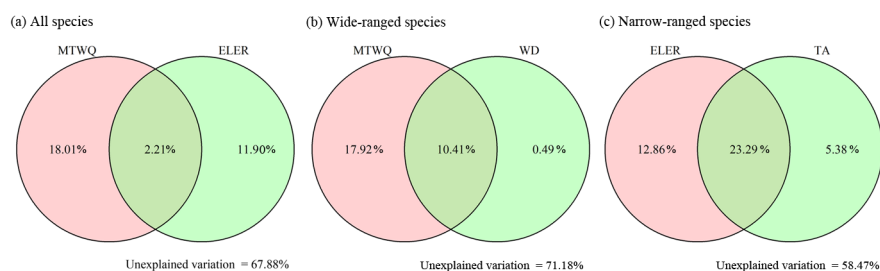 (a) All species
MTWQ ELER
18.01% 2.21% 11.90%
Unexplained variation = 67.88%
(b) Wide-ranged species
MTWQ WD
17.92% 10.41% 0.49%
Unexplained variation = 71.18%
(c) Narrow-ranged species
ELER TA
12.86% 23.29% 5.38%
Unexplained variation = 58.47%